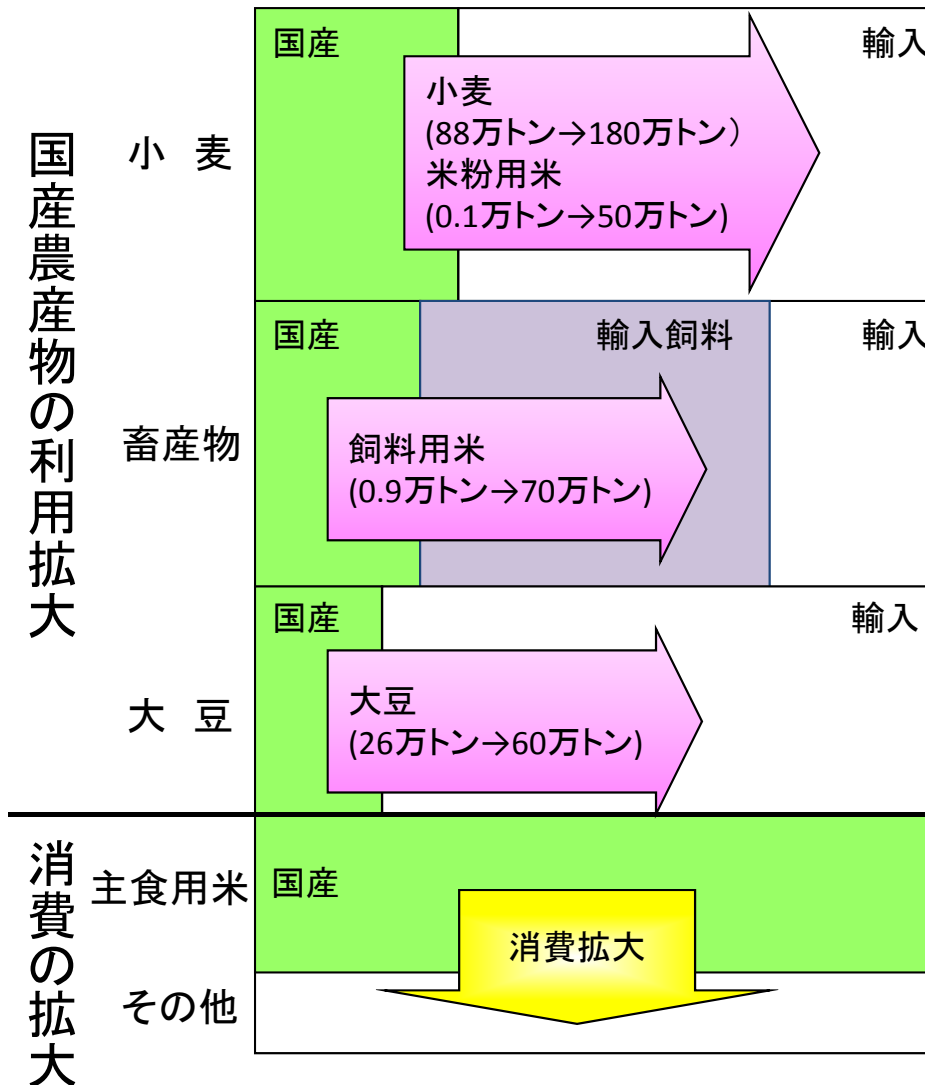 国産農産物の利用拡大
小 麦
国産
輸入
小麦
(88万トン→180万トン）
米粉用米
(0.1万トン→50万トン)
畜産物
国産
輸入飼料
輸入
飼料用米
(0.9万トン→70万トン)
大 豆
国産
輸入
大豆
(26万トン→60万トン)
消費の拡大
主食用米
国産
消費拡大
その他